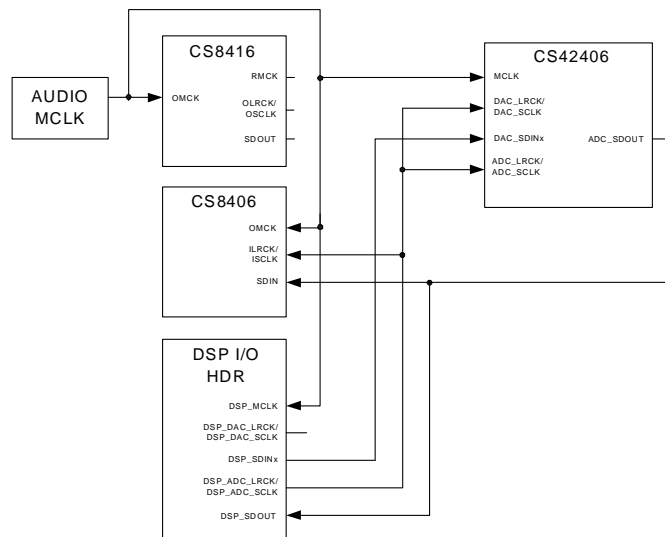 CS8416
RMCK
OMCK
OLRCK/
OSCLK
SDOUT
AUDIO
MCLK
CS42406
MCLK
DAC_LRCK/
DAC_SCLK
DAC_SDINx
ADC_SDOUT
ADC_LRCK/
ADC_SCLK
CS8406
OMCK
ILRCK/
ISCLK
SDIN
DSP I/O
HDR
DSP_MCLK
DSP_DAC_LRCK/
DSP_DAC_SCLK
DSP_SDINx
DSP_ADC_LRCK/
DSP_ADC_SCLK
DSP_SDOUT